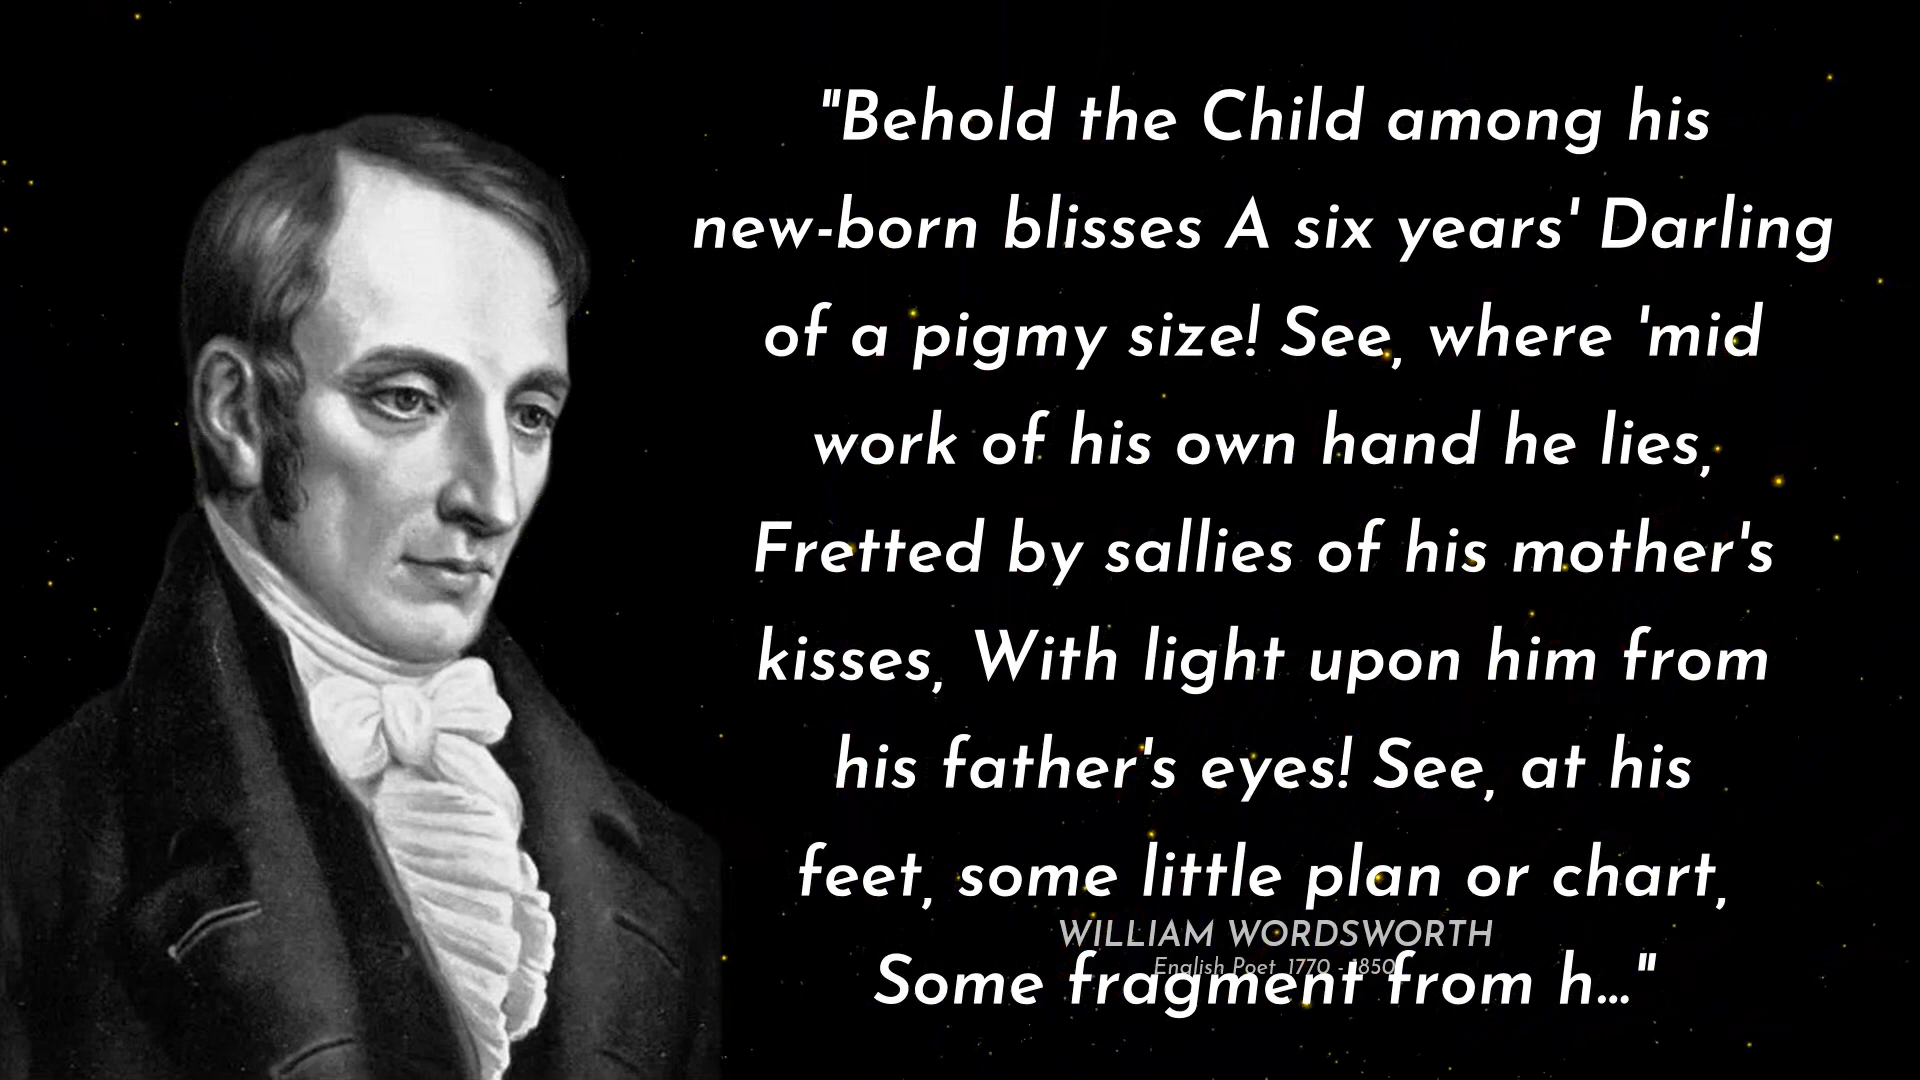 "Behold the Child among his
new-born blisses A six years' Darling
of a pigmy size! See, where 'mid
work of his own hand he lies,
Fretted by sallies of his mother's
kisses, With light upon him from
his father's eyes! See, at his
feet, some little plan or chart,
WILLIAM WORDSWORTH
English Poet 1770 - 1850
Some fragment from h..."